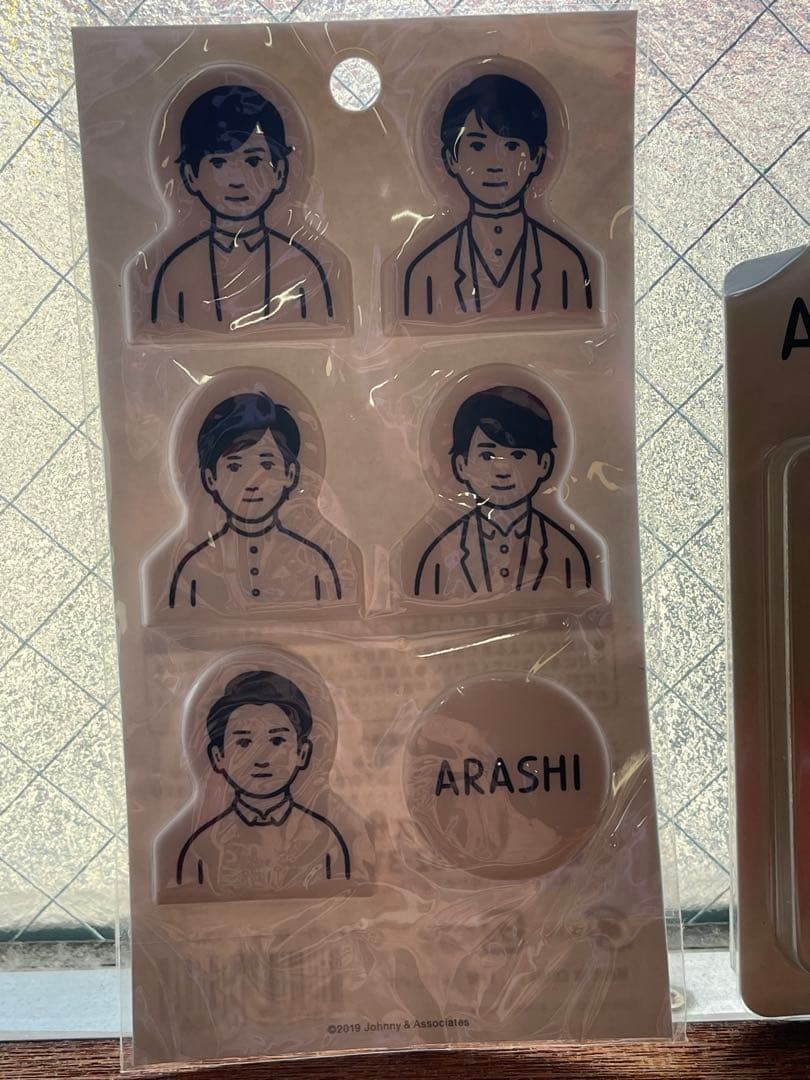 ARASHI
©2019 Johnny & Associates
A